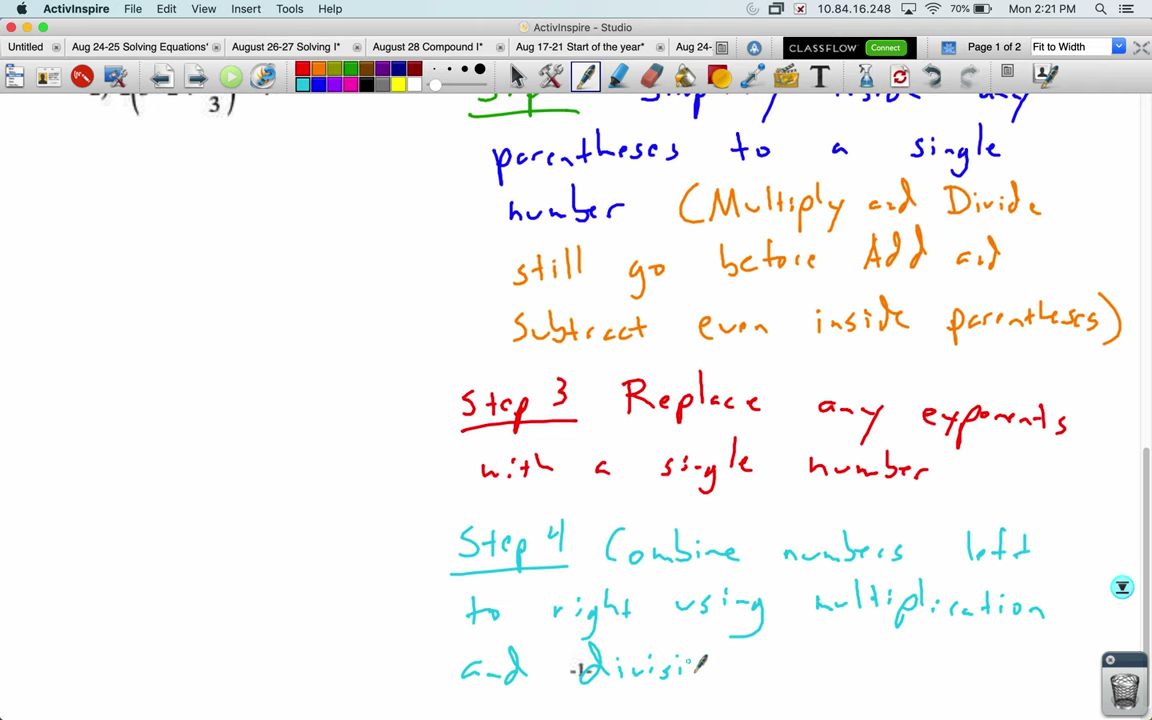 ActivInspire File Edit View Insert Tools Help 10.84.16.248 70% Mon 2:21 PM
ActivInspire - Studio
Untitled Aug 24-25 Solving Equations* August 26-27 Solving I* August 28 Compound I* Aug 17-21 Start of the year* Aug 24- CLASSFLOW Connect Page 1 of 2 Fit to Width
3
parentheses to a single
number (Multiply and Divide
still go before Add and
Subtract even inside parentheses)
Step 3 Replace any exponents
with a single number
Step 4 Combine numbers left
to right using multiplication
and divisi
-1-